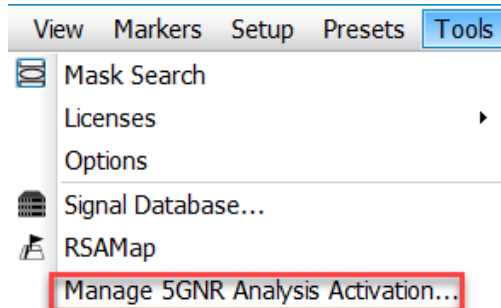 View Markers Setup Presets Tools
Mask Search
Licenses
Options
Signal Database...
RSAMap
Manage 5GNR Analysis Activation...